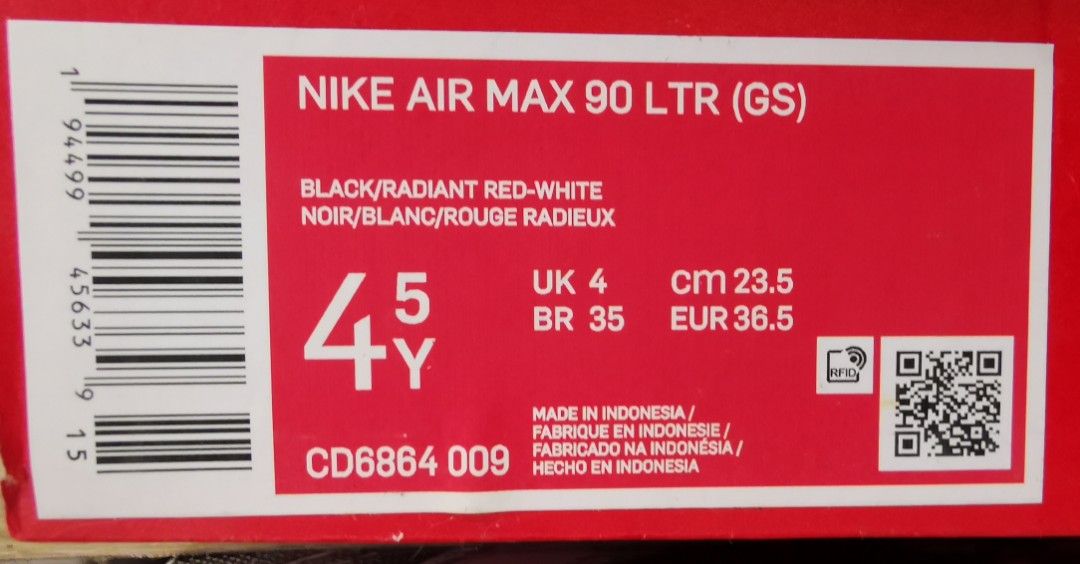 NIKE AIR MAX 90 LTR (GS)
BLACK/RADIANT RED-WHITE
NOIR/BLANC/ROUGE RADIEUX
4 5 Y
UK 4 cm 23.5
BR 35 EUR 36.5
RFID
CD6864 009
MADE IN INDONESIA /
FABRIQUE EN INDONESIE /
FABRICADO NA INDONÉSIA /
HECHO EN INDONESIA
1 94499 45633 9 15